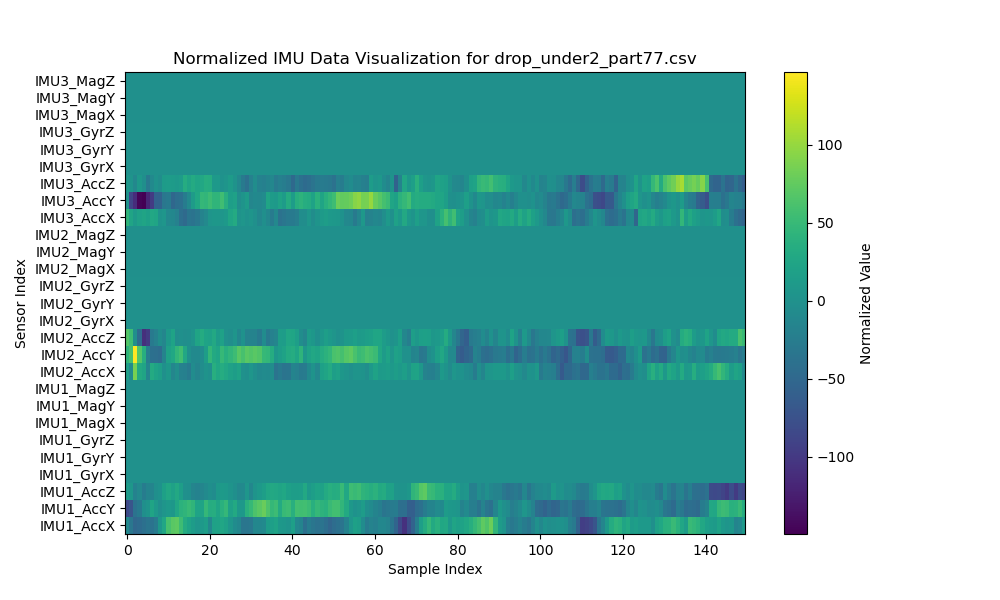 Normalized IMU Data Visualization for drop_under2_part77.csv
IMU3_MagZ
IMU3_MagY
IMU3_MagX
IMU3_GyrZ
IMU3_GyrY
IMU3_GyrX
IMU3_AccZ
IMU3_AccY
IMU3_AccX
IMU2_MagZ
IMU2_MagY
IMU2_MagX
IMU2_GyrZ
IMU2_GyrY
IMU2_GyrX
IMU2_AccZ
IMU2_AccY
IMU2_AccX
IMU1_MagZ
IMU1_MagY
IMU1_MagX
IMU1_GyrZ
IMU1_GyrY
IMU1_GyrX
IMU1_AccZ
IMU1_AccY
IMU1_AccX
Sensor Index
0 20 40 60 80 100 120 140
Sample Index
100
50
0
−50
−100
Normalized Value